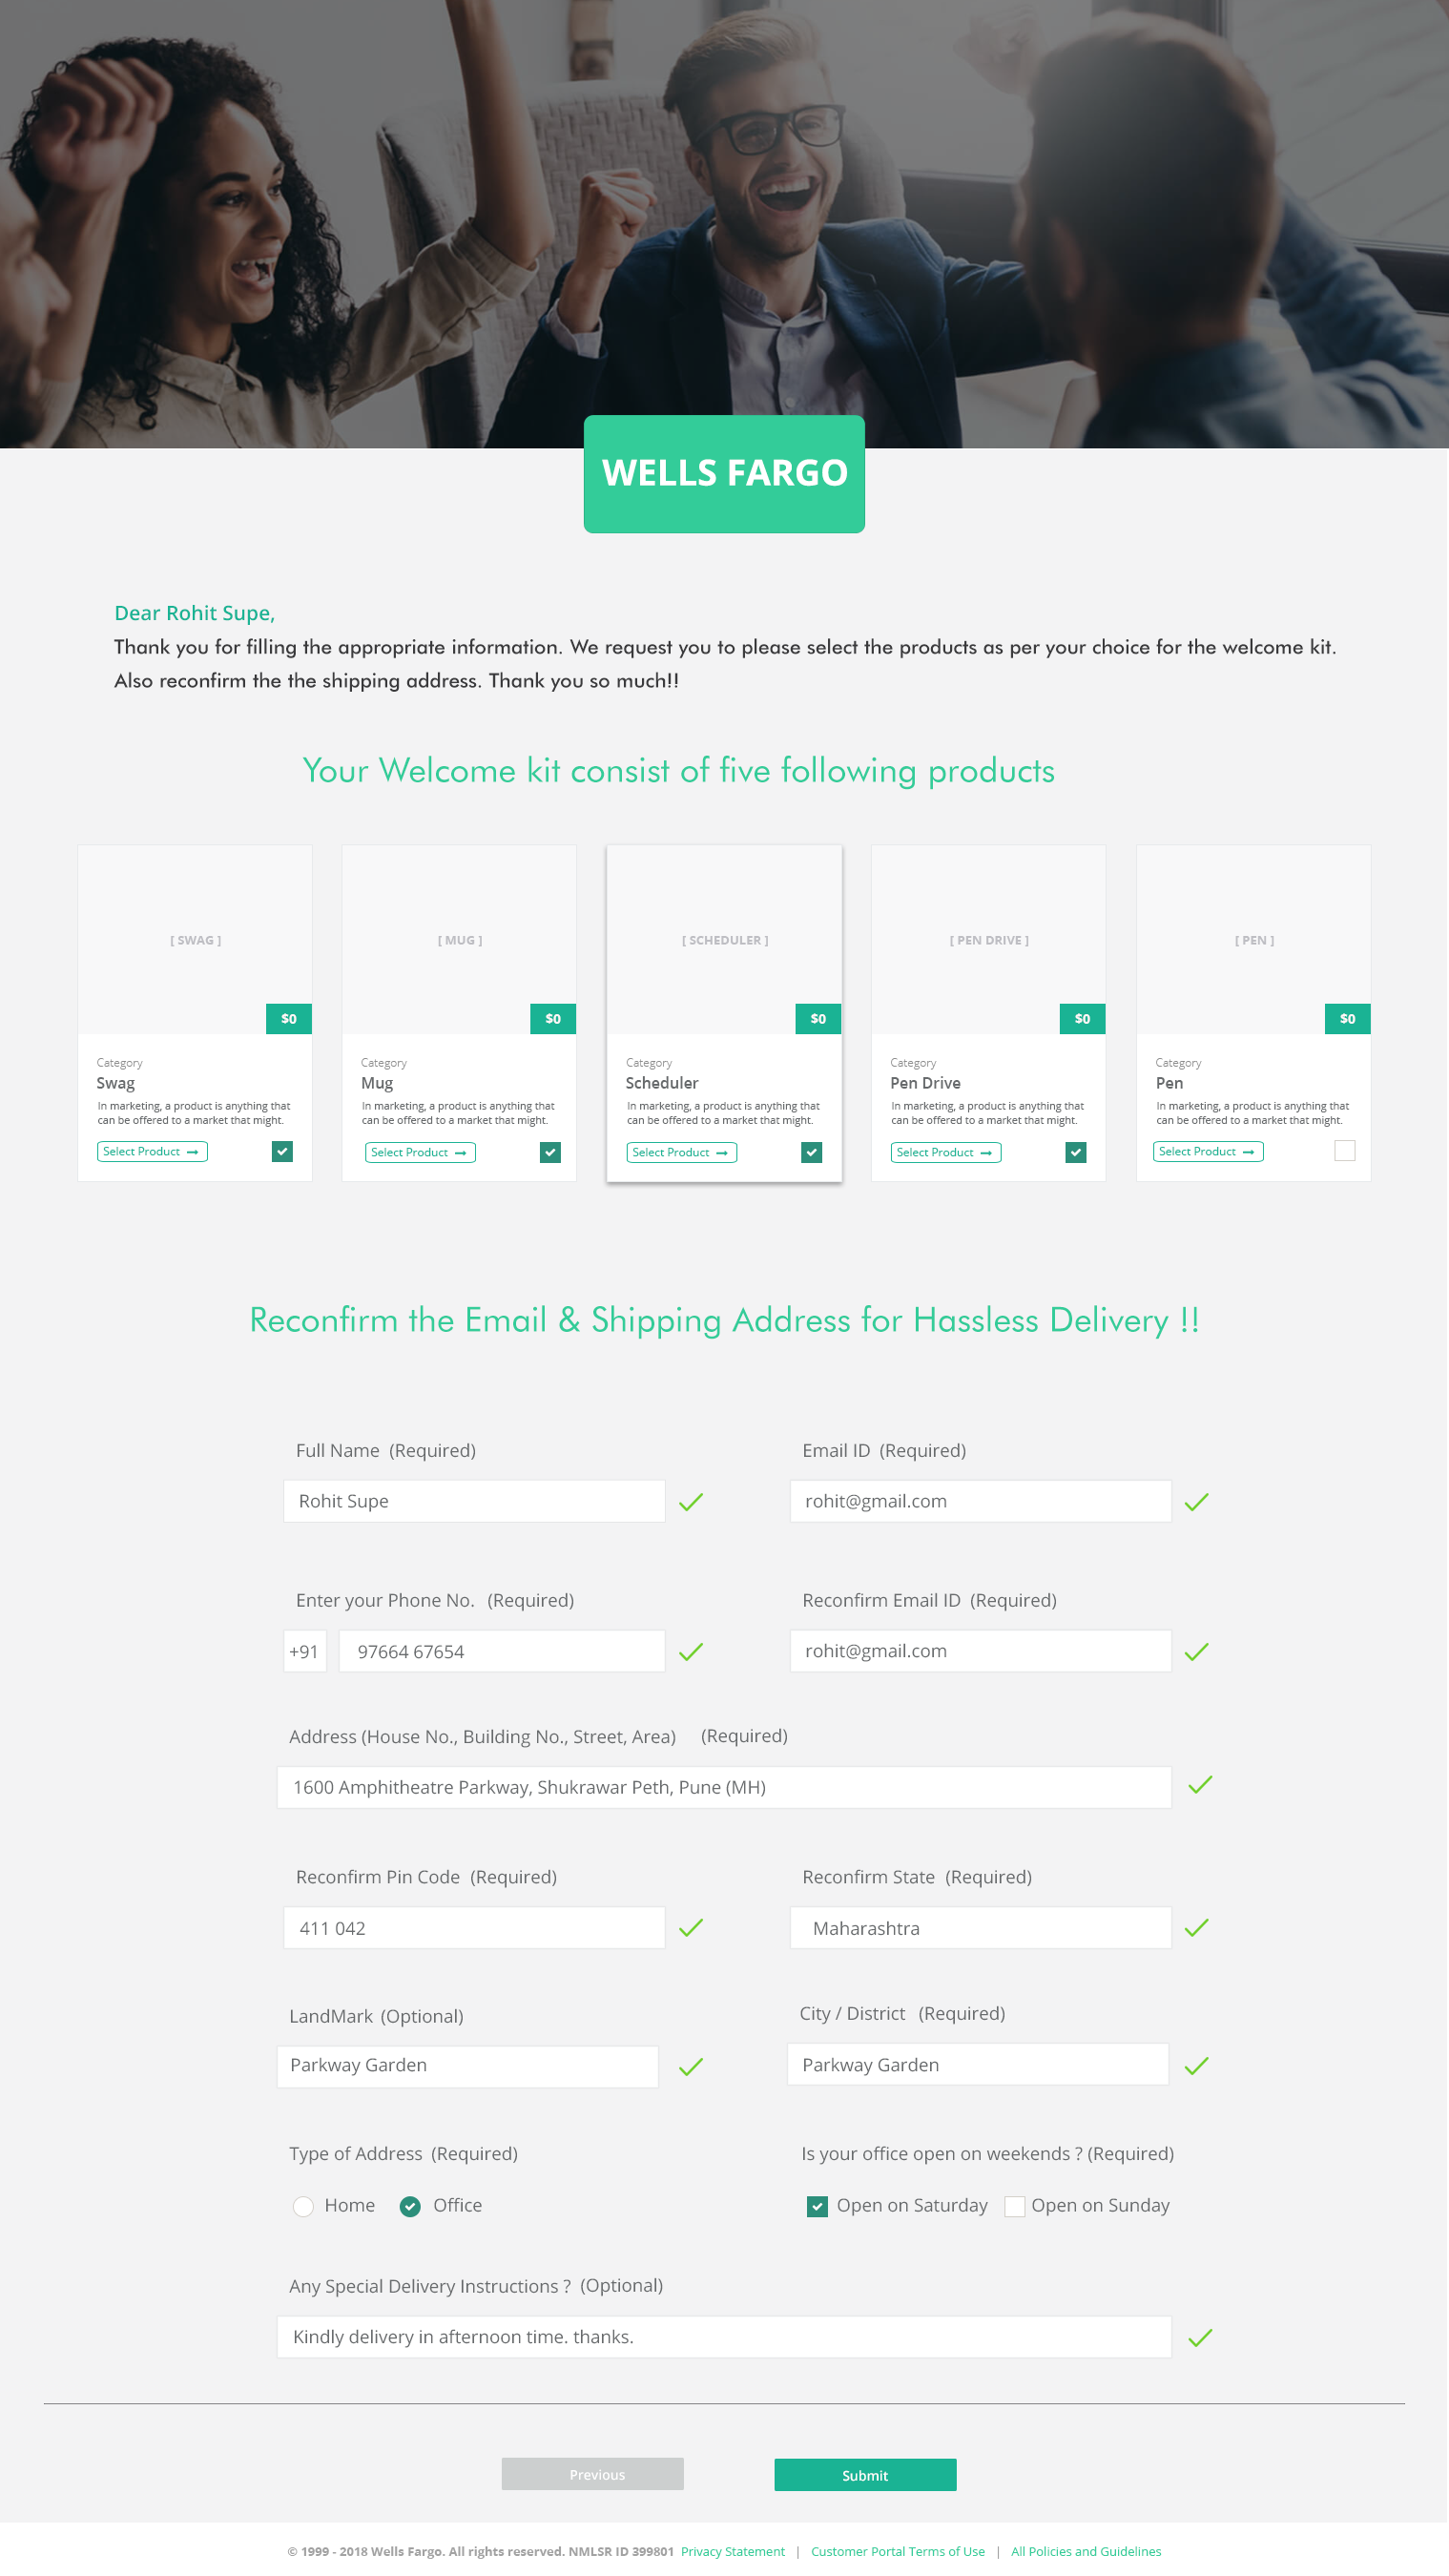 WELLS FARGO
Dear Rohit Supe,
Thank you for filling the appropriate information. We request you to please select the products as per your choice for the welcome kit.
Also reconfirm the the shipping address. Thank you so much!!
Your Welcome kit consist of five following products
[ SWAG ]
$0
Category
Swag
In marketing, a product is anything that
can be offered to a market that might.
Select Product
[ MUG ]
$0
Category
Mug
In marketing, a product is anything that
can be offered to a market that might.
Select Product
[ SCHEDULER ]
$0
Category
Scheduler
In marketing, a product is anything that
can be offered to a market that might.
Select Product
[ PEN DRIVE ]
$0
Category
Pen Drive
In marketing, a product is anything that
can be offered to a market that might.
Select Product
[ PEN ]
$0
Category
Pen
In marketing, a product is anything that
can be offered to a market that might.
Select Product
Reconfirm the Email & Shipping Address for Hassless Delivery !!
Full Name (Required)
Rohit Supe
Email ID (Required)
rohit@gmail.com
Enter your Phone No. (Required)
+91 97664 67654
Reconfirm Email ID (Required)
rohit@gmail.com
Address (House No., Building No., Street, Area) (Required)
1600 Amphitheatre Parkway, Shukrawar Peth, Pune (MH)
Reconfirm Pin Code (Required)
411 042
Reconfirm State (Required)
Maharashtra
LandMark (Optional)
Parkway Garden
City / District (Required)
Parkway Garden
Type of Address (Required)
Home Office
Is your office open on weekends ? (Required)
Open on Saturday Open on Sunday
Any Special Delivery Instructions ? (Optional)
Kindly delivery in afternoon time. thanks.
Previous Submit
© 1999 - 2018 Wells Fargo. All rights reserved. NMLSR ID 399801 Privacy Statement | Customer Portal Terms of Use | All Policies and Guidelines